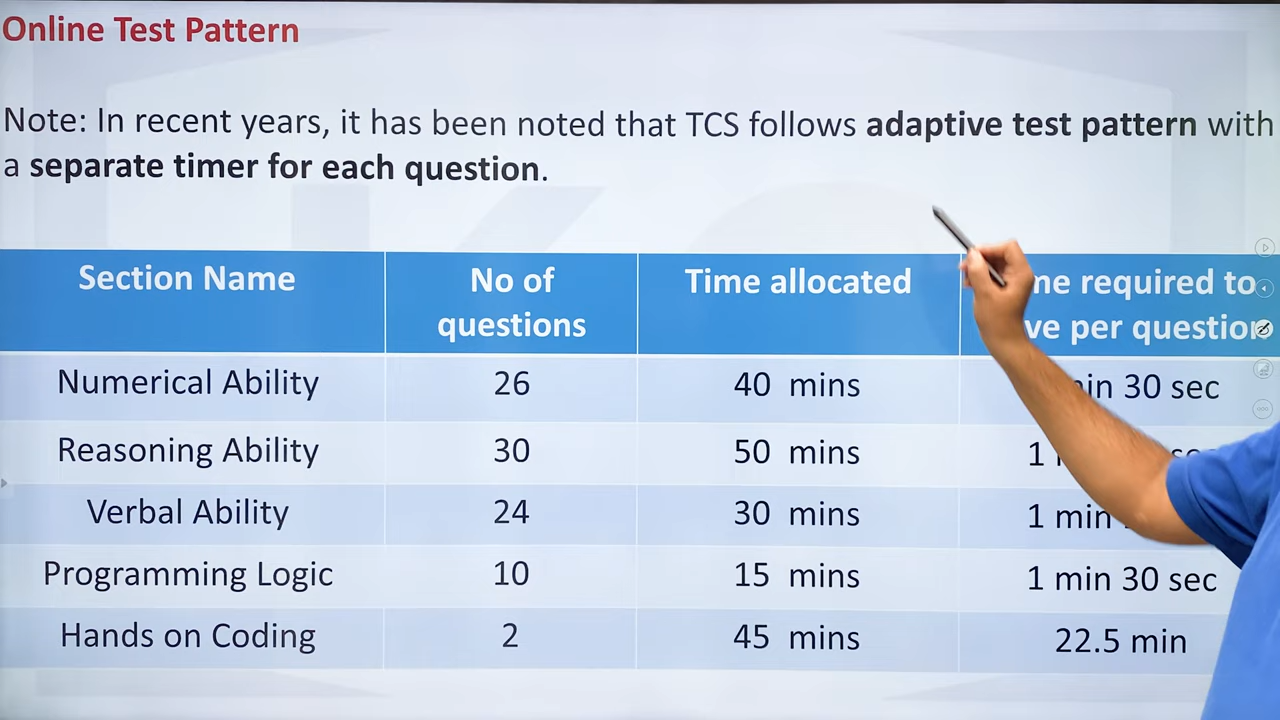 Online Test Pattern
Note: In recent years, it has been noted that TCS follows adaptive test pattern with
a separate timer for each question.
Section Name No of questions Time allocated required to per question
Numerical Ability 26 40 mins 30 sec
Reasoning Ability 30 50 mins 1
Verbal Ability 24 30 mins 1 min
Programming Logic 10 15 mins 1 min 30 sec
Hands on Coding 2 45 mins 22.5 min